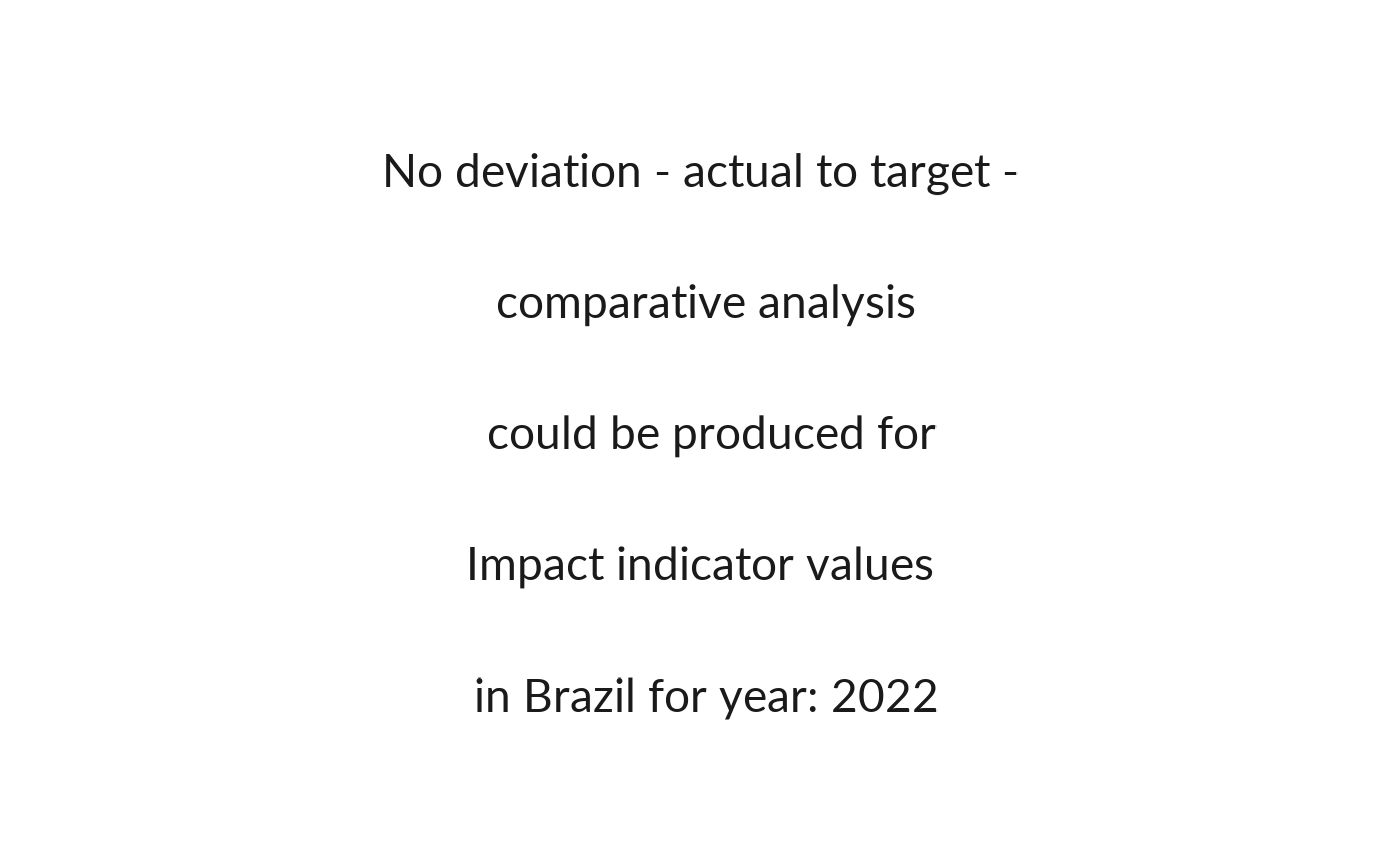 No deviation - actual to target -
comparative analysis
could be produced for
Impact indicator values
in Brazil for year: 2022